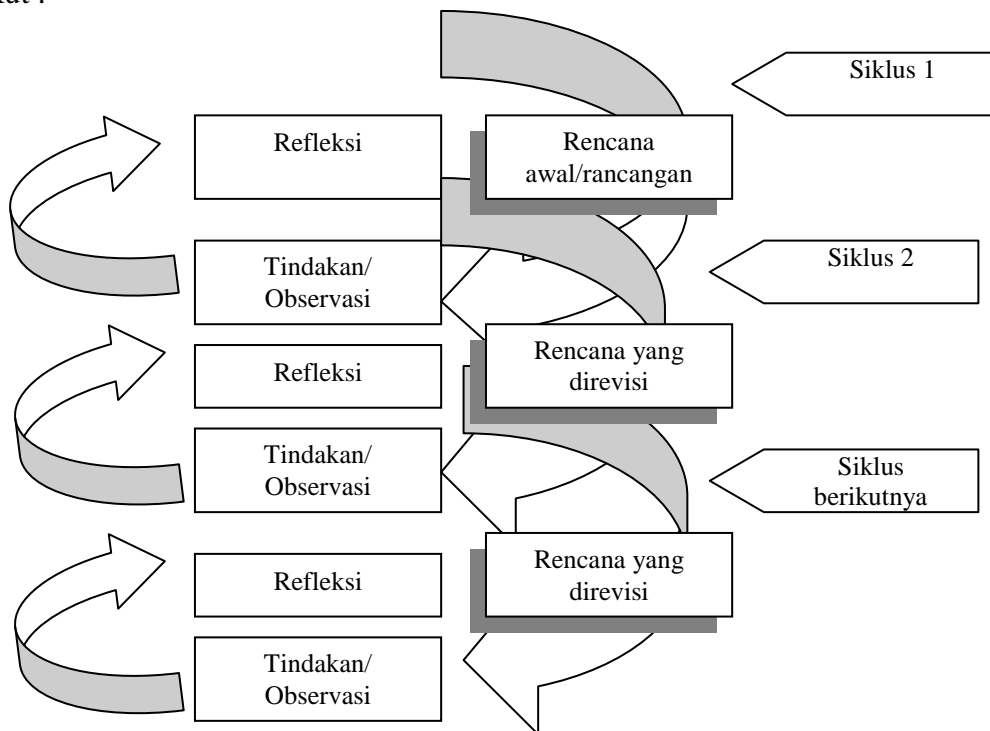 Siklus 1
Refleksi
Rencana
awal/rancangan
Tindakan/
Observasi
Siklus 2
Refleksi
Rencana yang
direvisi
Tindakan/
Observasi
Siklus
berikutnya
Refleksi
Rencana yang
direvisi
Tindakan/
Observasi